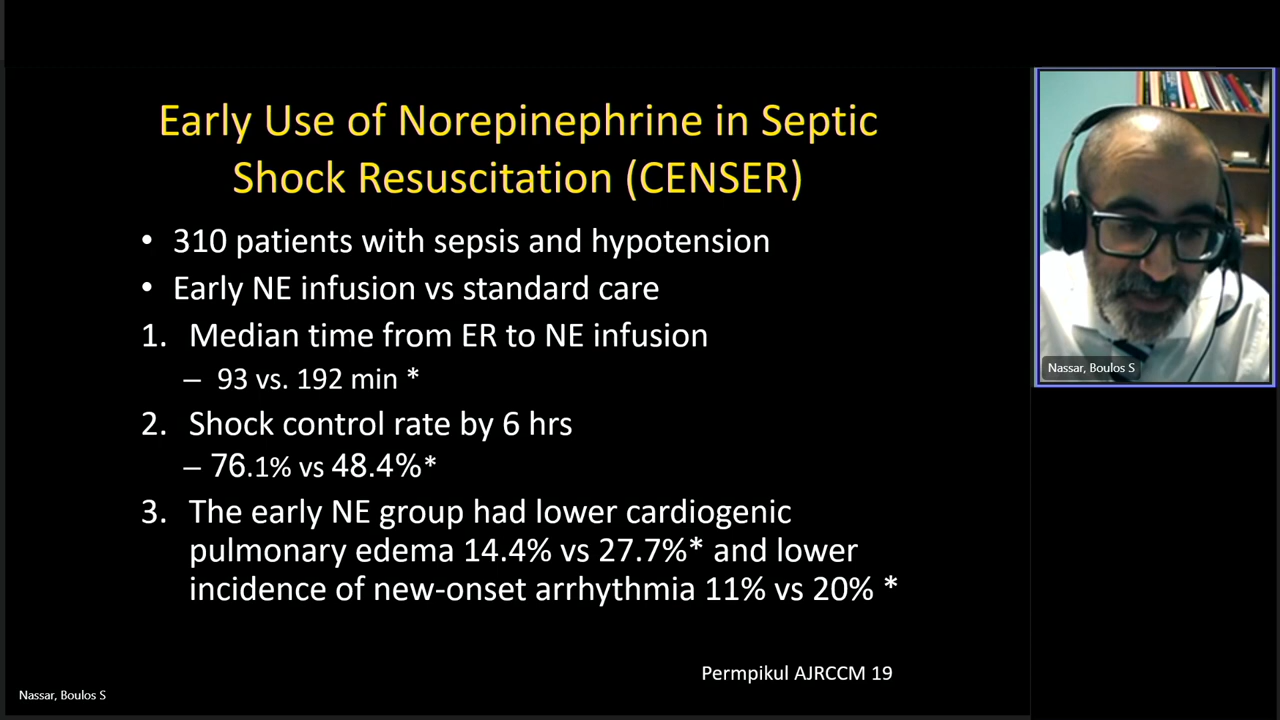 Early Use of Norepinephrine in Septic
Shock Resuscitation (CENSER)
• 310 patients with sepsis and hypotension
• Early NE infusion vs standard care
1. Median time from ER to NE infusion
– 93 vs. 192 min *
2. Shock control rate by 6 hrs
– 76.1% vs 48.4%*
3. The early NE group had lower cardiogenic
pulmonary edema 14.4% vs 27.7%* and lower
incidence of new-onset arrhythmia 11% vs 20% *
Permpikul AJRCCM 19
Nassar, Boulos S
Nassar, Boulos S